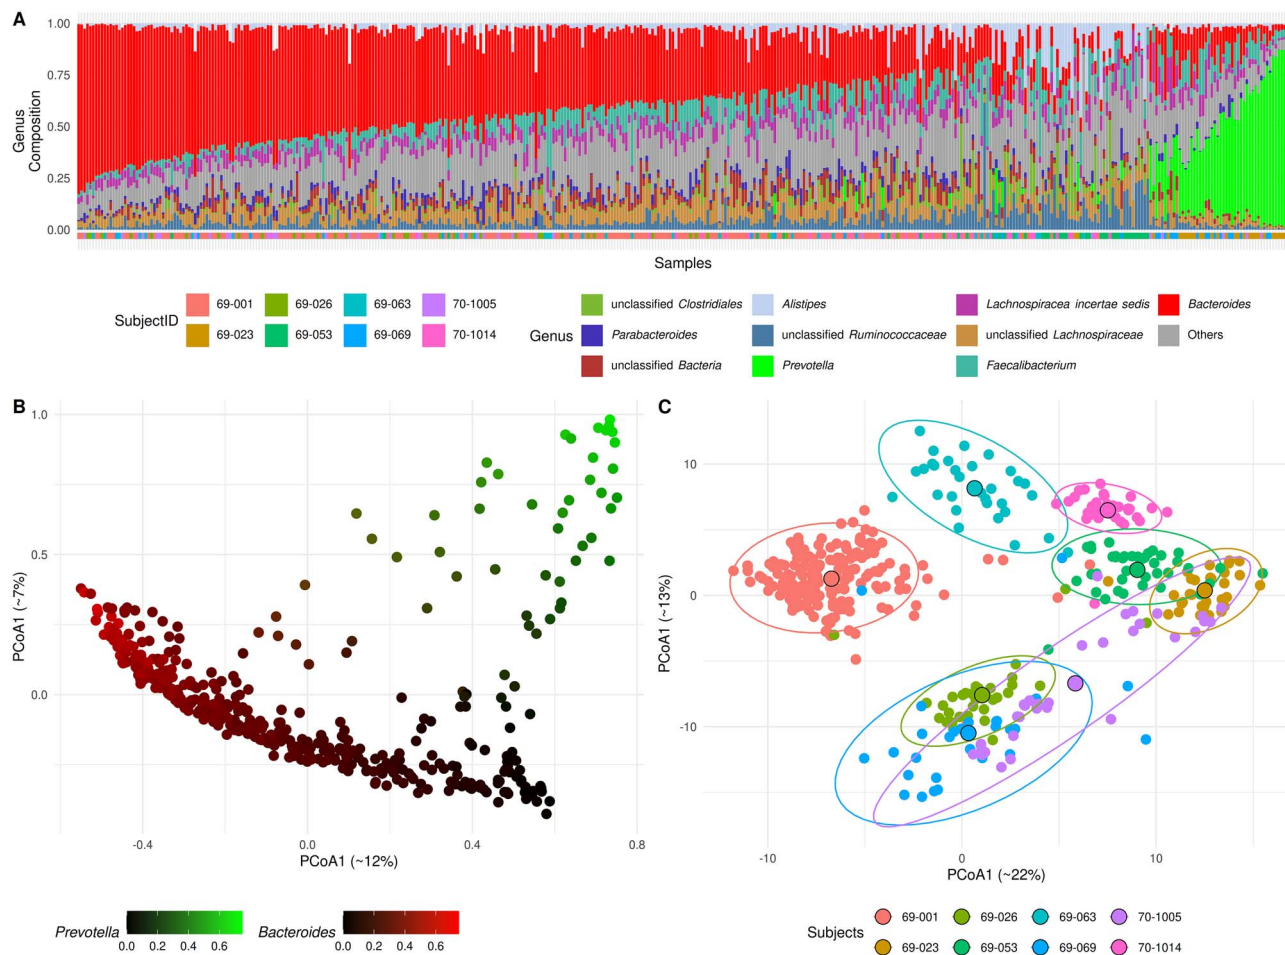 A
1.00
0.75
0.50
0.25
0.00
Genus
Composition
Samples
SubjectID
69-001
69-026
69-063
70-1005
69-023
69-053
69-069
70-1014
Genus
unclassified Clostridiales
Alistipes
Lachnospiracea incertae sedis
Bacteroides
Parabacteroides
unclassified Ruminococcaceae
unclassified Lachnospiraceae
Others
unclassified Bacteria
Prevotella
Faecalibacterium
B
1.0
0.5
0.0
PCoA1 (~7%)
-0.4
0.0
0.4
0.8
PCoA1 (~12%)
Prevotella
0.0 0.2 0.4 0.6
Bacteroides
0.0 0.2 0.4 0.6
C
10
0
-10
PCoA1 (~13%)
-10
0
10
PCoA1 (~22%)
Subjects
69-001
69-026
69-063
70-1005
69-023
69-053
69-069
70-1014